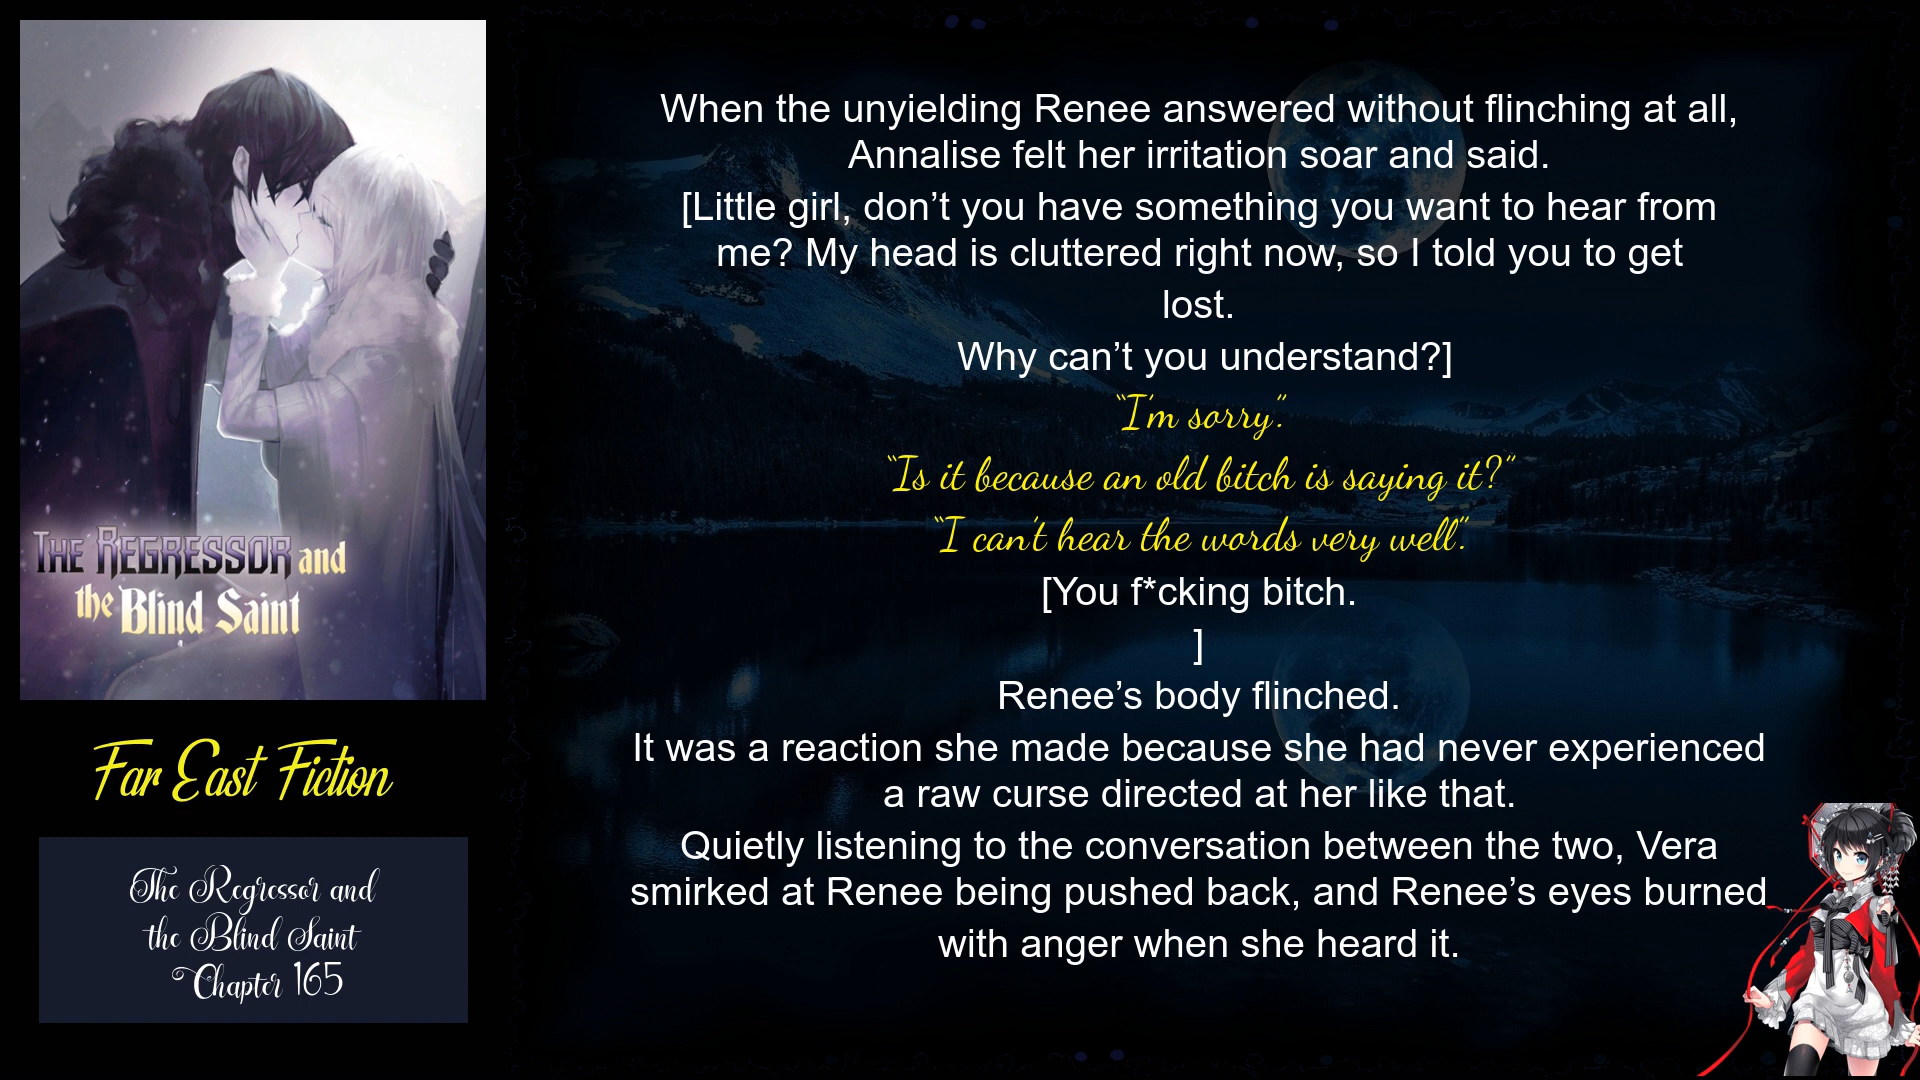 THE REGRESSOR and
the Blind Saint
Far East Fiction
The Regressor and
the Blind Saint
Chapter 165
When the unyielding Renee answered without flinching at all,
Annalise felt her irritation soar and said.
[Little girl, don’t you have something you want to hear from
me? My head is cluttered right now, so I told you to get
lost.
Why can’t you understand?]
“I’m sorry”.
“Is it because an old bitch is saying it?”
“I can’t hear the words very well”.
[You f*cking bitch.
]
Renee’s body flinched.
It was a reaction she made because she had never experienced
a raw curse directed at her like that.
Quietly listening to the conversation between the two, Vera
smirked at Renee being pushed back, and Renee’s eyes burned
with anger when she heard it.